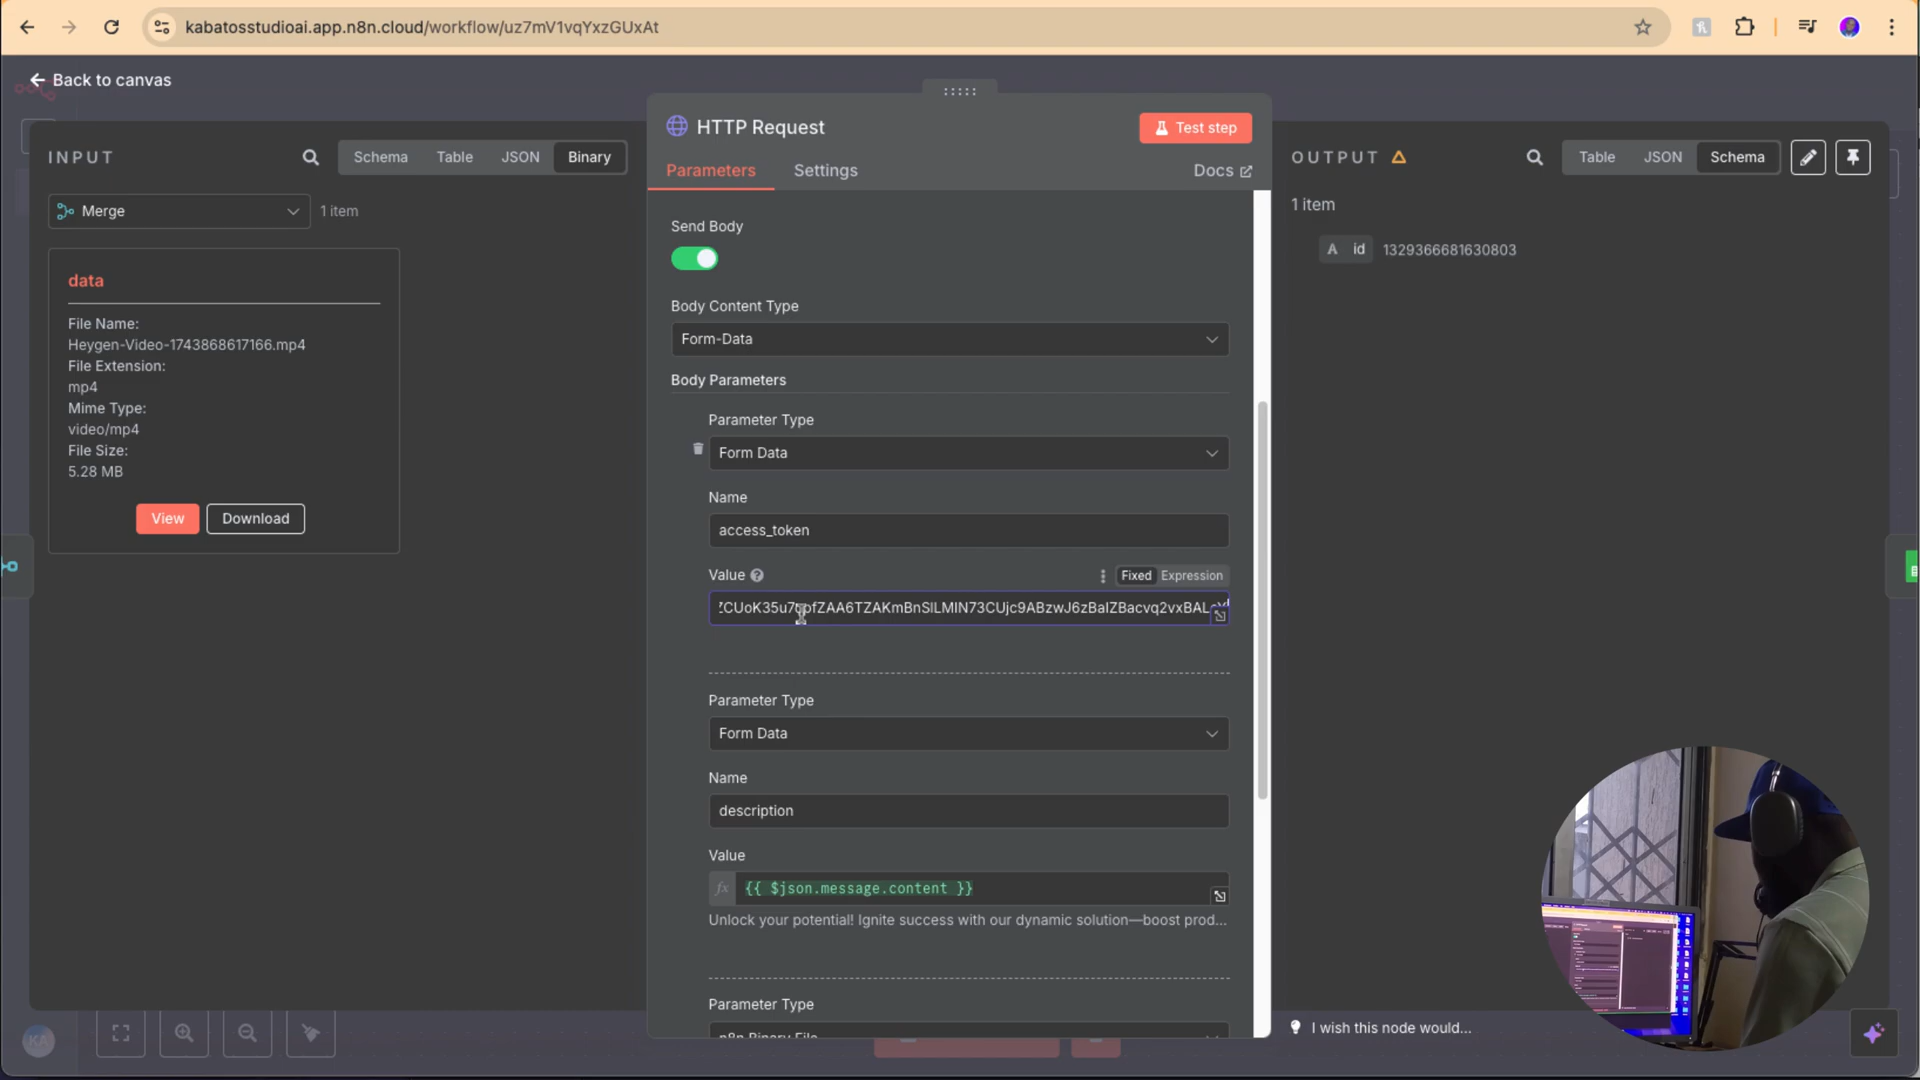 kabatosstudioai.app.n8n.cloud/workflow/uz7mV1vqYxzGUxAt
Back to canvas
INPUT
Schema
Table
JSON
Binary
Merge
1 item
data
File Name:
Heygen-Video-1743868617166.mp4
File Extension:
mp4
Mime Type:
video/mp4
File Size:
5.28 MB
View
Download
HTTP Request
Test step
Parameters
Settings
Docs
Send Body
Body Content Type
Form-Data
Body Parameters
Parameter Type
Form Data
Name
access_token
Value
Fixed
Expression
Parameter Type
Form Data
Name
description
Value
fx
{{ $json.message.content }}
Unlock your potential! Ignite success with our dynamic solution—boost prod...
Parameter Type
n8n Binary File
OUTPUT
Table
JSON
Schema
1 item
A id 1329366681630803
I wish this node would...
KA